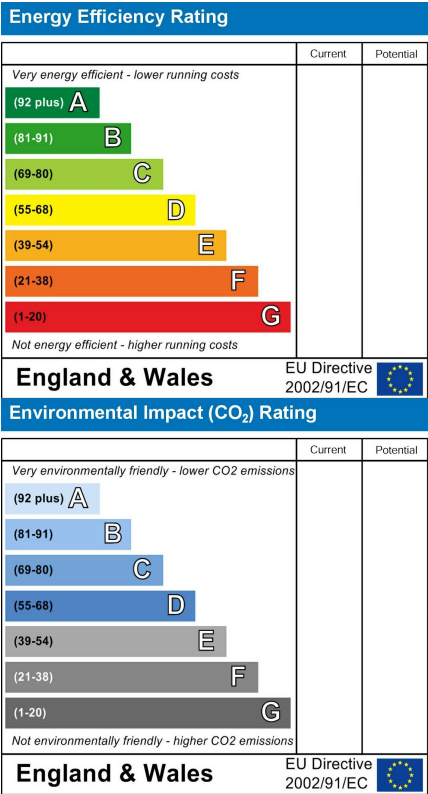 Energy Efficiency Rating
Current Potential
Very energy efficient - lower running costs
(92 plus) A
(81-91) B
(69-80) C
(55-68) D
(39-54) E
(21-38) F
(1-20) G
Not energy efficient - higher running costs
England & Wales
EU Directive
2002/91/EC
Environmental Impact (CO₂) Rating
Current Potential
Very environmentally friendly - lower CO2 emissions
(92 plus) A
(81-91) B
(69-80) C
(55-68) D
(39-54) E
(21-38) F
(1-20) G
Not environmentally friendly - higher CO2 emissions
England & Wales
EU Directive
2002/91/EC